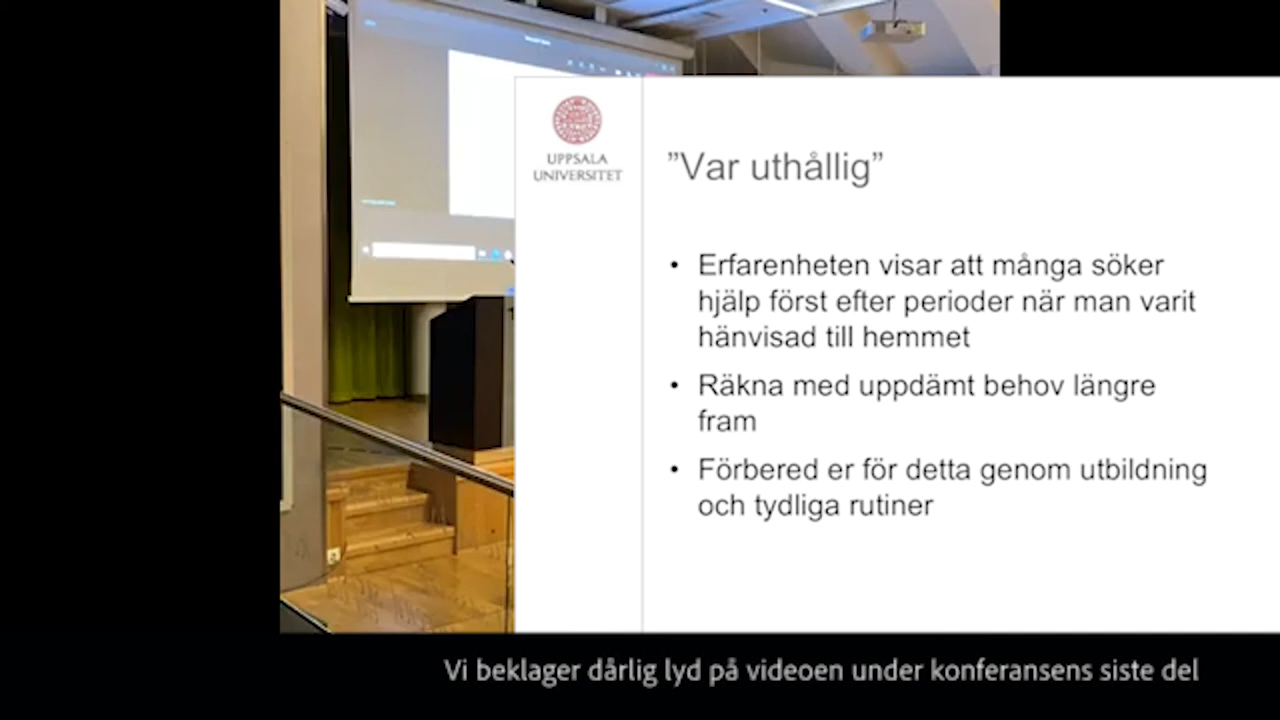 UPPSALA
UNIVERSITET
”Var uthållig”
• Erfarenheten visar att många söker
hjälp först efter perioder när man varit
hänvisad till hemmet
• Räkna med uppdämt behov längre
fram
• Förbered er för detta genom utbildning
och tydliga rutiner
Vi beklager dårlig lyd på videoen under konferansens siste del